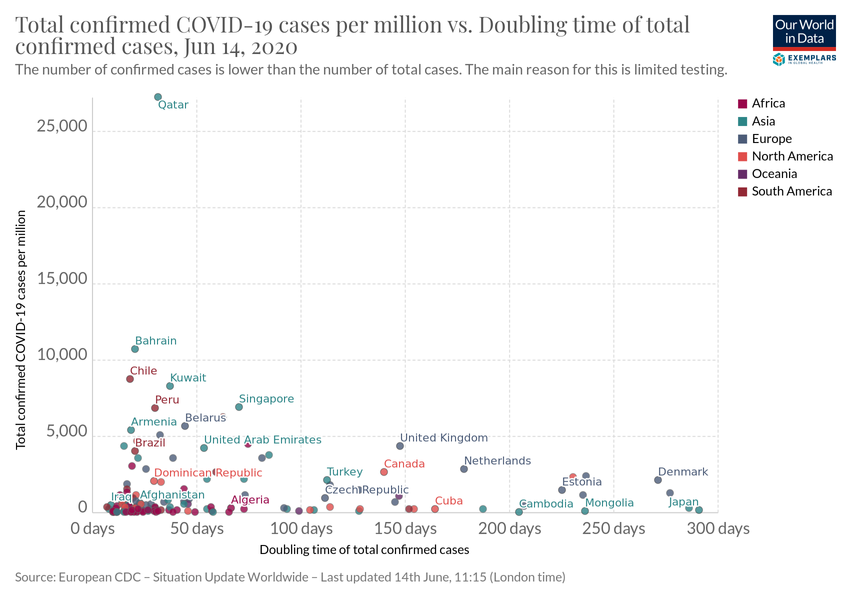 Total confirmed COVID-19 cases per million vs. Doubling time of total
confirmed cases, Jun 14, 2020
The number of confirmed cases is lower than the number of total cases. The main reason for this is limited testing.
Our World
in Data
EXEMPLARS
IN GLOBAL HEALTH
Africa
Asia
Europe
North America
Oceania
South America
Total confirmed COVID-19 cases per million
25,000
20,000
15,000
10,000
5,000
0
Qatar
Bahrain
Chile
Kuwait
Peru
Singapore
Armenia
Belarus
Brazil
United Arab Emirates
United Kingdom
Dominican Republic
Turkey
Canada
Netherlands
Denmark
Iraq
Afghanistan
Algeria
Czech Republic
Cuba
Estonia
Cambodia
Mongolia
Japan
0 days
50 days
100 days
150 days
200 days
250 days
300 days
Doubling time of total confirmed cases
Source: European CDC – Situation Update Worldwide – Last updated 14th June, 11:15 (London time)